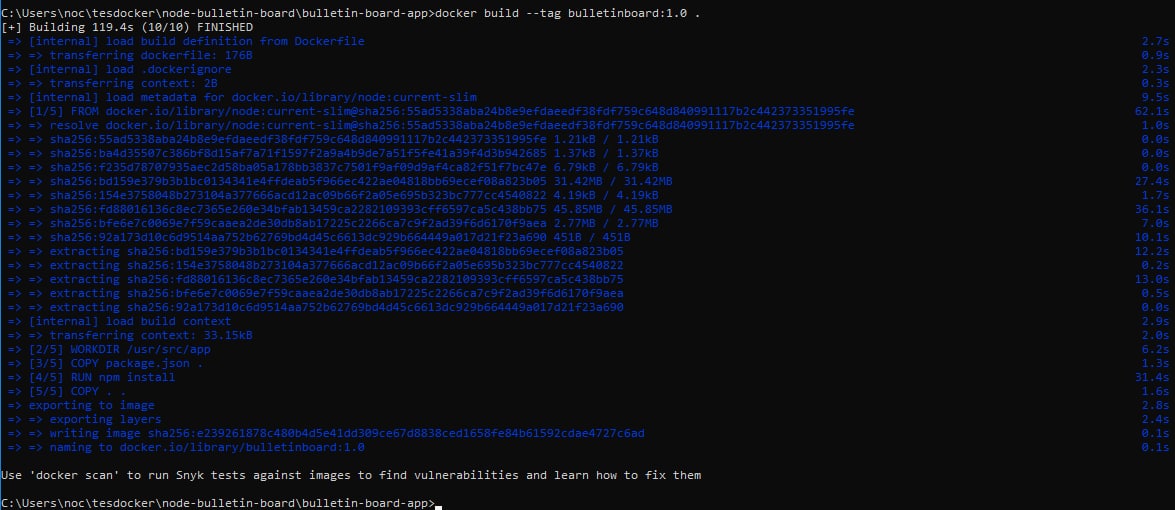 C:\Users\noc\tesdocker\node-bulletin-board\bulletin-board-app>docker build --tag bulletinboard:1.0 .
[+] Building 119.4s (10/10) FINISHED
=> [internal] load build definition from Dockerfile 2.7s
=> => transferring dockerfile: 176B 0.9s
=> [internal] load .dockerignore 2.3s
=> => transferring context: 2B 0.3s
=> [internal] load metadata for docker.io/library/node:current-slim 9.5s
=> [1/5] FROM docker.io/library/node:current-slim@sha256:55ad5338aba24b8e9efdaeedf38fdf759c648d840991117b2c442373351995fe 62.1s
=> => resolve docker.io/library/node:current-slim@sha256:55ad5338aba24b8e9efdaeedf38fdf759c648d840991117b2c442373351995fe 1.0s
=> => sha256:55ad5338aba24b8e9efdaeedf38fdf759c648d840991117b2c442373351995fe 1.21kB / 1.21kB 0.0s
=> => sha256:ba4d35507c386bf8d15af7a71f1597f2a9a4b9de7a51f5fe41a39f4d3b942685 1.37kB / 1.37kB 0.0s
=> => sha256:f235d78707935aec2d58ba05a178bb3837c7501f9af09d9af4ca82f51f7bc47e 6.79kB / 6.79kB 0.0s
=> => sha256:bd159e379b3b1bc0134341e4ffdeab5f966ec422ae04818bb69ecef08a823b05 31.42MB / 31.42MB 27.4s
=> => sha256:154e3758048b273104a377666acd12ac09b66f2a05e695b323bc777cc4540822 4.19kB / 4.19kB 1.7s
=> => sha256:fd88016136c8ec7365e260e34bfab13459ca2282109393cff6597ca5c438bb75 45.85MB / 45.85MB 36.1s
=> => sha256:bfe6e7c0069e7f59caaea2de30db8ab17225c2266ca7c9f2ad39f6d6170f9aea 2.77MB / 2.77MB 7.0s
=> => sha256:92a173d10c6d9514aa752b62769bd4d45c6613dc929b664449a017d21f23a690 451B / 451B 10.1s
=> => extracting sha256:bd159e379b3b1bc0134341e4ffdeab5f966ec422ae04818bb69ecef08a823b05 12.2s
=> => extracting sha256:154e3758048b273104a377666acd12ac09b66f2a05e695b323bc777cc4540822 0.2s
=> => extracting sha256:fd88016136c8ec7365e260e34bfab13459ca2282109393cff6597ca5c438bb75 13.0s
=> => extracting sha256:bfe6e7c0069e7f59caaea2de30db8ab17225c2266ca7c9f2ad39f6d6170f9aea 0.5s
=> => extracting sha256:92a173d10c6d9514aa752b62769bd4d45c6613dc929b664449a017d21f23a690 0.0s
=> [internal] load build context 2.9s
=> => transferring context: 33.15kB 2.0s
=> [2/5] WORKDIR /usr/src/app 6.2s
=> [3/5] COPY package.json . 1.3s
=> [4/5] RUN npm install 31.4s
=> [5/5] COPY . . 1.6s
=> exporting to image 2.8s
=> => exporting layers 2.4s
=> => writing image sha256:e239261878c480b4d5e41dd309ce67d8838ced1658fe84b61592cdae4727c6ad 0.1s
=> => naming to docker.io/library/bulletinboard:1.0 0.1s
Use 'docker scan' to run Snyk tests against images to find vulnerabilities and learn how to fix them
C:\Users\noc\tesdocker\node-bulletin-board\bulletin-board-app>